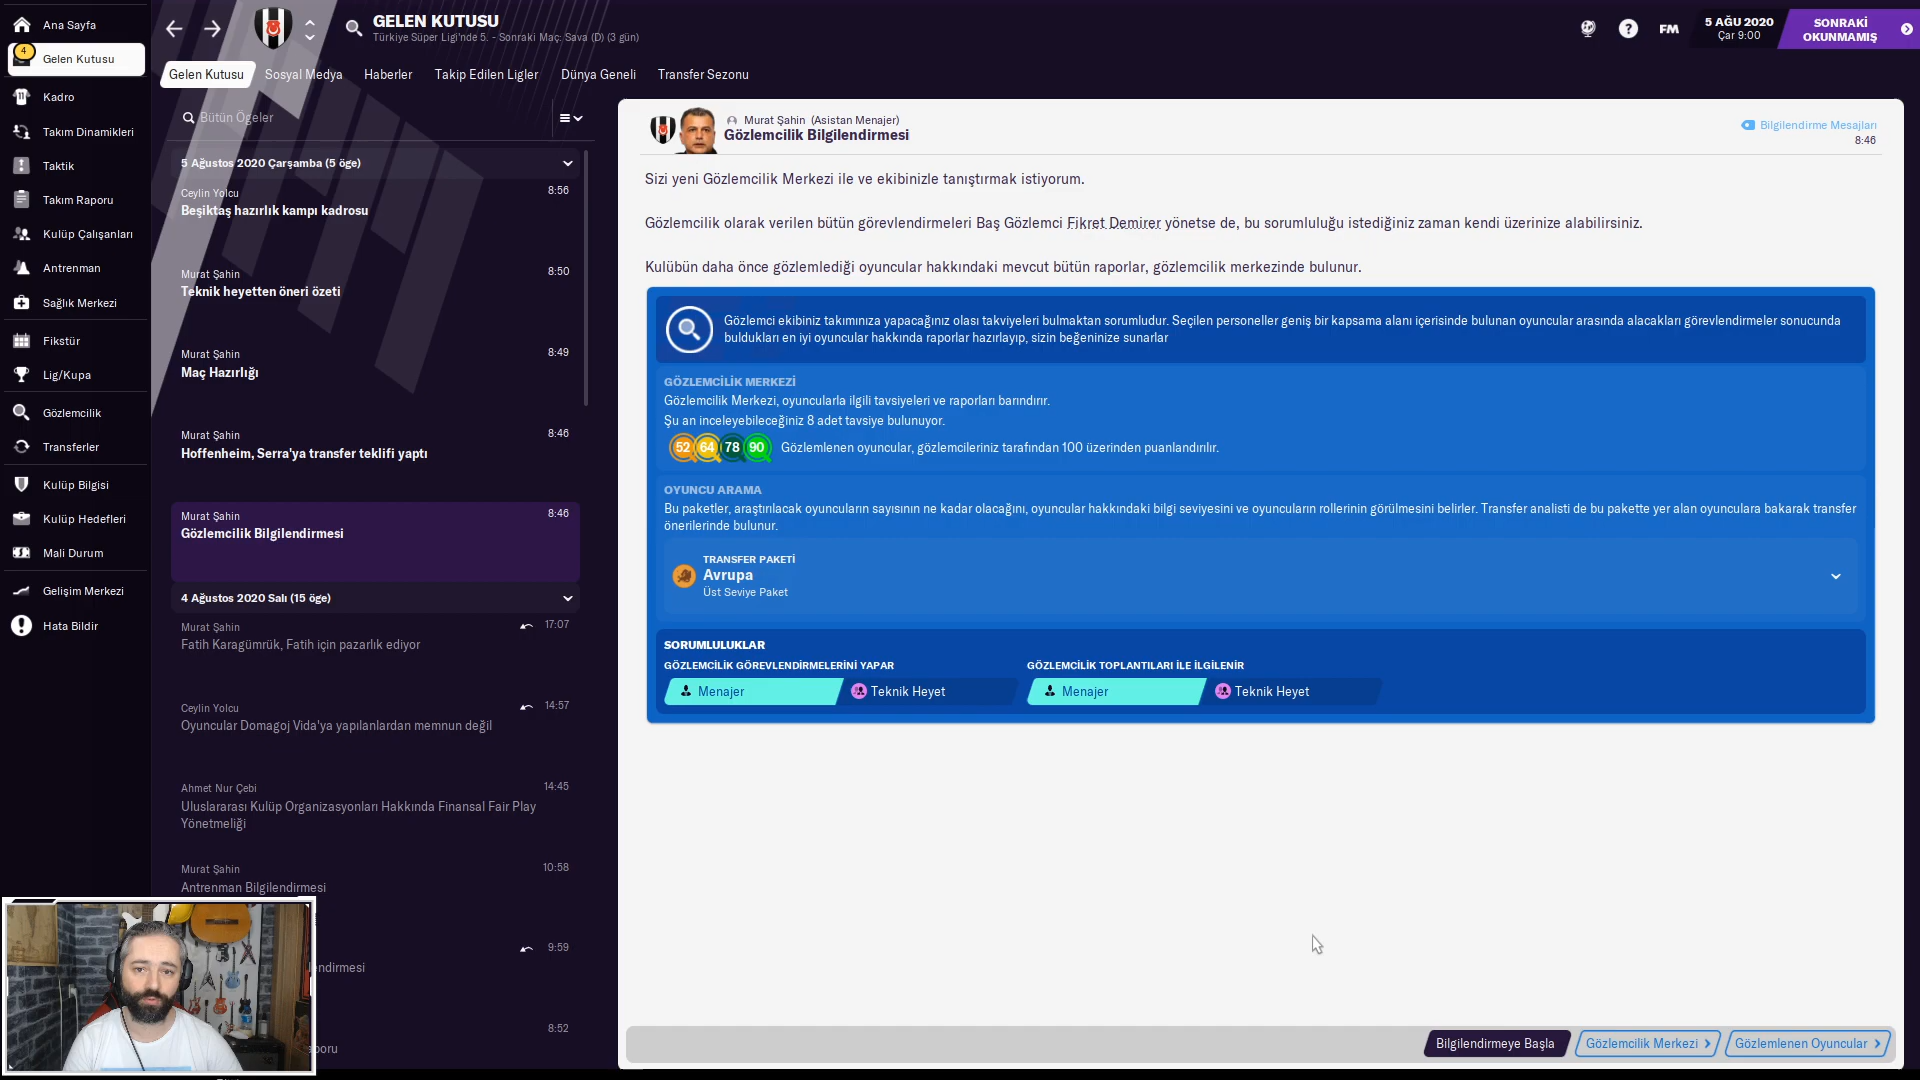 Ana Sayfa
4
Gelen Kutusu
Kadro
Takım Dinamikleri
Taktik
Takım Raporu
Kulüp Çalışanları
Antrenman
Sağlık Merkezi
Fikstür
Lig/Kupa
Gözlemcilik
Transferler
Kulüp Bilgisi
Kulüp Hedefleri
Mali Durum
Gelişim Merkezi
Hata Bildir
GELEN KUTUSU
Türkiye Süper Ligi'nde 5. - Sonraki Maç: Sava (D) (3 gün)
FM
5 AĞU 2020
Çar 9:00
SONRAKİ
OKUNMAMIŞ
Gelen Kutusu
Sosyal Medya
Haberler
Takip Edilen Ligler
Dünya Geneli
Transfer Sezonu
Bütün Ögeler
5 Ağustos 2020 Çarşamba (5 öge)
Ceylin Yolcu 8:56
Beşiktaş hazırlık kampı kadrosu
Murat Şahin 8:50
Teknik heyetten öneri özeti
Murat Şahin 8:49
Maç Hazırlığı
Murat Şahin 8:46
Hoffenheim, Serra'ya transfer teklifi yaptı
Murat Şahin 8:46
Gözlemcilik Bilgilendirmesi
4 Ağustos 2020 Salı (15 öge)
Murat Şahin 17:07
Fatih Karagümrük, Fatih için pazarlık ediyor
Ceylin Yolcu 14:57
Oyuncular Domagoj Vida'ya yapılanlardan memnun değil
Ahmet Nur Çebi 14:45
Uluslararası Kulüp Organizasyonları Hakkında Finansal Fair Play
Yönetmeliği
Murat Şahin 10:58
Antrenman Bilgilendirmesi
9:59
endirmesi
8:52
Murat Şahin (Asistan Menajer)
Gözlemcilik Bilgilendirmesi
Bilgilendirme Mesajları
8:46
Sizi yeni Gözlemcilik Merkezi ile ve ekibinizle tanıştırmak istiyorum.
Gözlemcilik olarak verilen bütün görevlendirmeleri Baş Gözlemci Fikret Demirer yönetse de, bu sorumluluğu istediğiniz zaman kendi üzerinize alabilirsiniz.
Kulübün daha önce gözlemlediği oyuncular hakkındaki mevcut bütün raporlar, gözlemcilik merkezinde bulunur.
Gözlemci ekibiniz takımınıza yapacağınız olası takviyeleri bulmaktan sorumludur. Seçilen personeller geniş bir kapsama alanı içerisinde bulunan oyuncular arasında alacakları görevlendirmeler sonucunda
buldukları en iyi oyuncular hakkında raporlar hazırlayıp, sizin beğeninize sunarlar
GÖZLEMCİLİK MERKEZİ
Gözlemcilik Merkezi, oyuncularla ilgili tavsiyeleri ve raporları barındırır.
Şu an inceleyebileceğiniz 8 adet tavsiye bulunuyor.
52 64 78 90 Gözlemlenen oyuncular, gözlemcileriniz tarafından 100 üzerinden puanlandırılır.
OYUNCU ARAMA
Bu paketler, araştırılacak oyuncuların sayısının ne kadar olacağını, oyuncular hakkındaki bilgi seviyesini ve oyuncuların rollerinin görülmesini belirler. Transfer analisti de bu pakette yer alan oyunculara bakarak transfer
önerilerinde bulunur.
TRANSFER PAKETİ
Avrupa
Üst Seviye Paket
SORUMLULUKLAR
GÖZLEMCİLİK GÖREVLENDİRMELERİNİ YAPAR
Menajer Teknik Heyet
GÖZLEMCİLİK TOPLANTILARI İLE İLGİLENİR
Menajer Teknik Heyet
Bilgilendirmeye Başla
Gözlemcilik Merkezi
Gözlemlenen Oyuncular